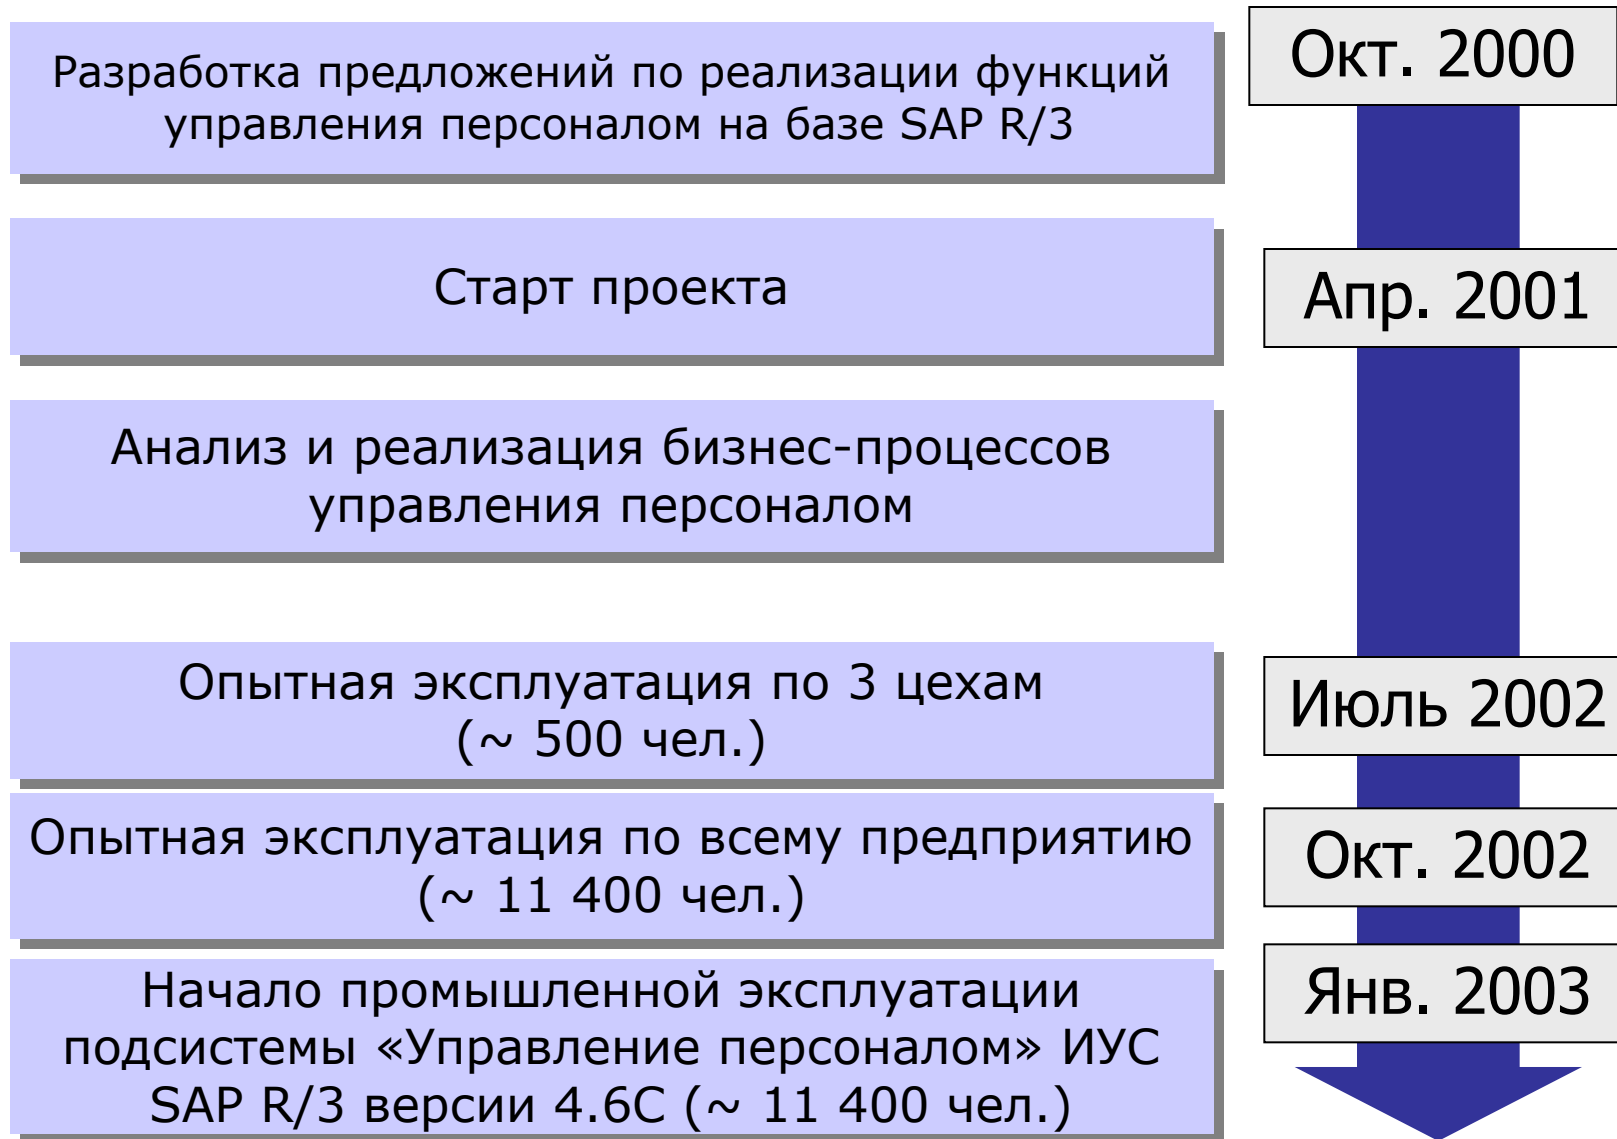 Разработка предложений по реализации функций
управления персоналом на базе SAP R/3
Окт. 2000
Старт проекта
Апр. 2001
Анализ и реализация бизнес-процессов
управления персоналом
Опытная эксплуатация по 3 цехам
(~ 500 чел.)
Июль 2002
Опытная эксплуатация по всему предприятию
(~ 11 400 чел.)
Окт. 2002
Начало промышленной эксплуатации
подсистемы «Управление персоналом» ИУС
SAP R/3 версии 4.6С (~ 11 400 чел.)
Янв. 2003